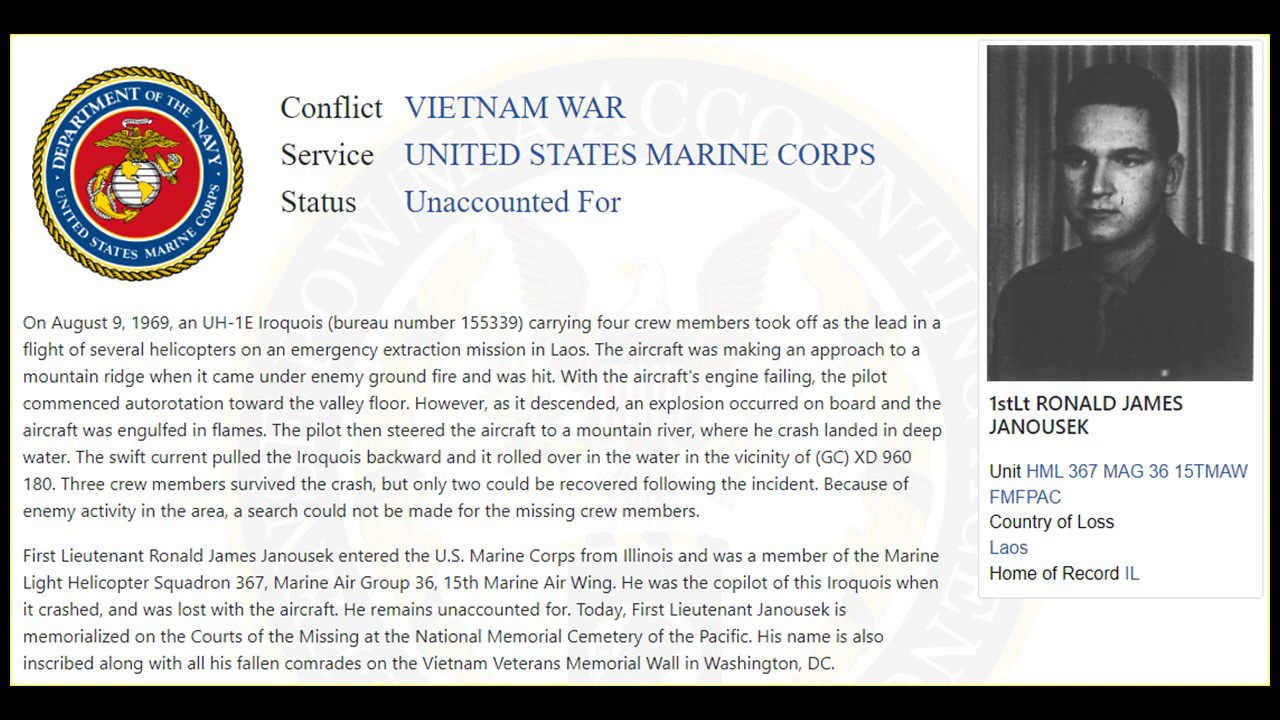 DEPARTMENT OF THE NAVY
UNITED STATES MARINE CORPS
Conflict VIETNAM WAR
Service UNITED STATES MARINE CORPS
Status Unaccounted For
On August 9, 1969, an UH-1E Iroquois (bureau number 155339) carrying four crew members took off as the lead in a
flight of several helicopters on an emergency extraction mission in Laos. The aircraft was making an approach to a
mountain ridge when it came under enemy ground fire and was hit. With the aircraft's engine failing, the pilot
commenced autorotation toward the valley floor. However, as it descended, an explosion occurred on board and the
aircraft was engulfed in flames. The pilot then steered the aircraft to a mountain river, where he crash landed in deep
water. The swift current pulled the Iroquois backward and it rolled over in the water in the vicinity of (GC) XD 960
180. Three crew members survived the crash, but only two could be recovered following the incident. Because of
enemy activity in the area, a search could not be made for the missing crew members.
First Lieutenant Ronald James Janousek entered the U.S. Marine Corps from Illinois and was a member of the Marine
Light Helicopter Squadron 367, Marine Air Group 36, 15th Marine Air Wing. He was the copilot of this Iroquois when
it crashed, and was lost with the aircraft. He remains unaccounted for. Today, First Lieutenant Janousek is
memorialized on the Courts of the Missing at the National Memorial Cemetery of the Pacific. His name is also
inscribed along with all his fallen comrades on the Vietnam Veterans Memorial Wall in Washington, DC.
1stLt RONALD JAMES
JANOUSEK
Unit HML 367 MAG 36 15TMAW
FMFPAC
Country of Loss
Laos
Home of Record IL